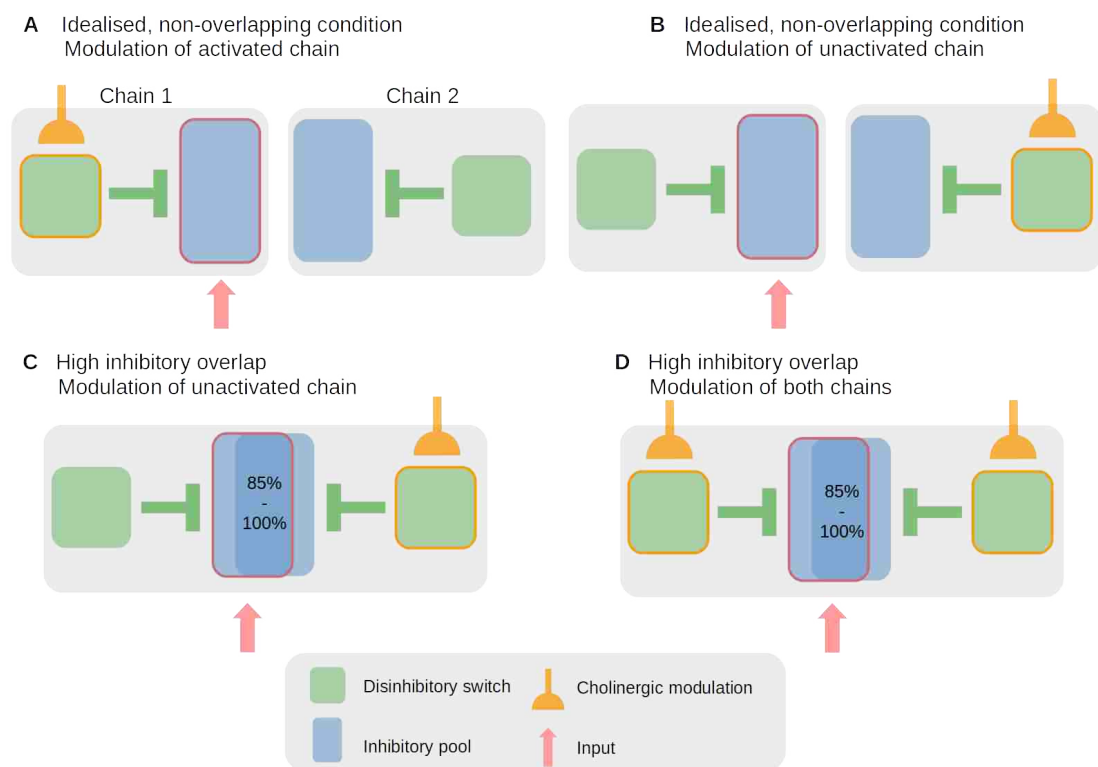 A Idealised, non-overlapping condition
Modulation of activated chain
B Idealised, non-overlapping condition
Modulation of unactivated chain
Chain 1
Chain 2
C High inhibitory overlap
Modulation of unactivated chain
D High inhibitory overlap
Modulation of both chains
85%
-
100%
85%
-
100%
Disinhibitory switch
Cholinergic modulation
Inhibitory pool
Input